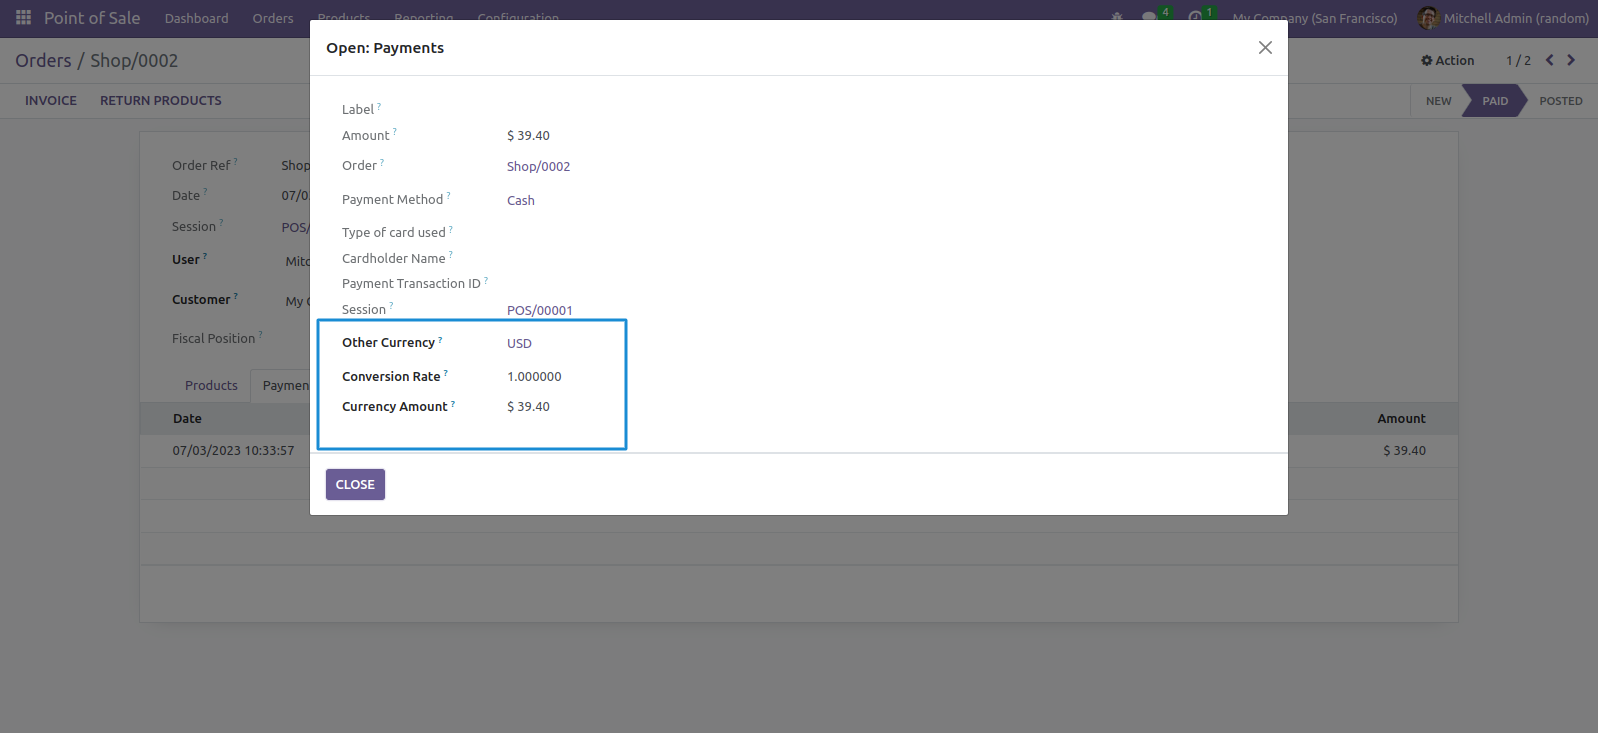 Point of Sale Dashboard Orders Products Reporting Configuration 4 1 My Company (San Francisco) Mitchell Admin (random)
Orders / Shop/0002 Action 1 / 2
INVOICE RETURN PRODUCTS NEW PAID POSTED
Open: Payments
Label ?
Amount ? $ 39.40
Order ? Shop/0002
Payment Method ? Cash
Type of card used ?
Cardholder Name ?
Payment Transaction ID ?
Session ? POS/00001
Other Currency ? USD
Conversion Rate ? 1.000000
Currency Amount ? $ 39.40
CLOSE
Order Ref ? Shop
Date ? 07/0
Session ? POS/
User ? Mitc
Customer ? My
Fiscal Position ?
Products Paymen
Date Amount
07/03/2023 10:33:57 $ 39.40